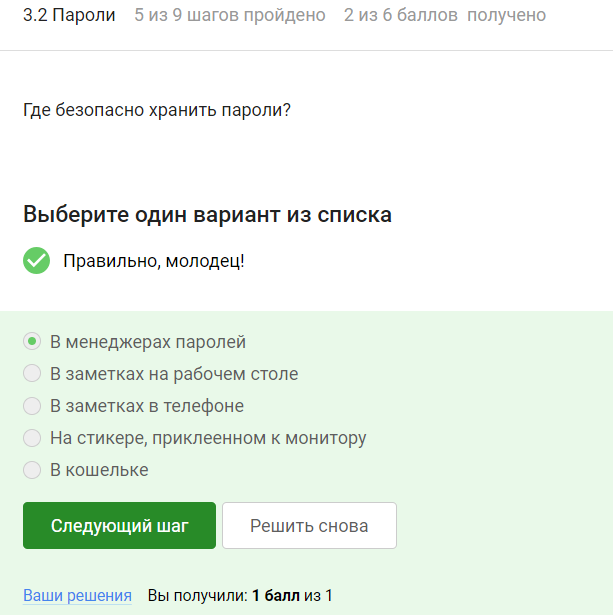 3.2 Пароли 5 из 9 шагов пройдено 2 из 6 баллов получено
Где безопасно хранить пароли?
Выберите один вариант из списка
Правильно, молодец!
В менеджерах паролей
В заметках на рабочем столе
В заметках в телефоне
На стикере, приклеенном к монитору
В кошельке
Следующий шаг Решить снова
Ваши решения Вы получили: 1 балл из 1